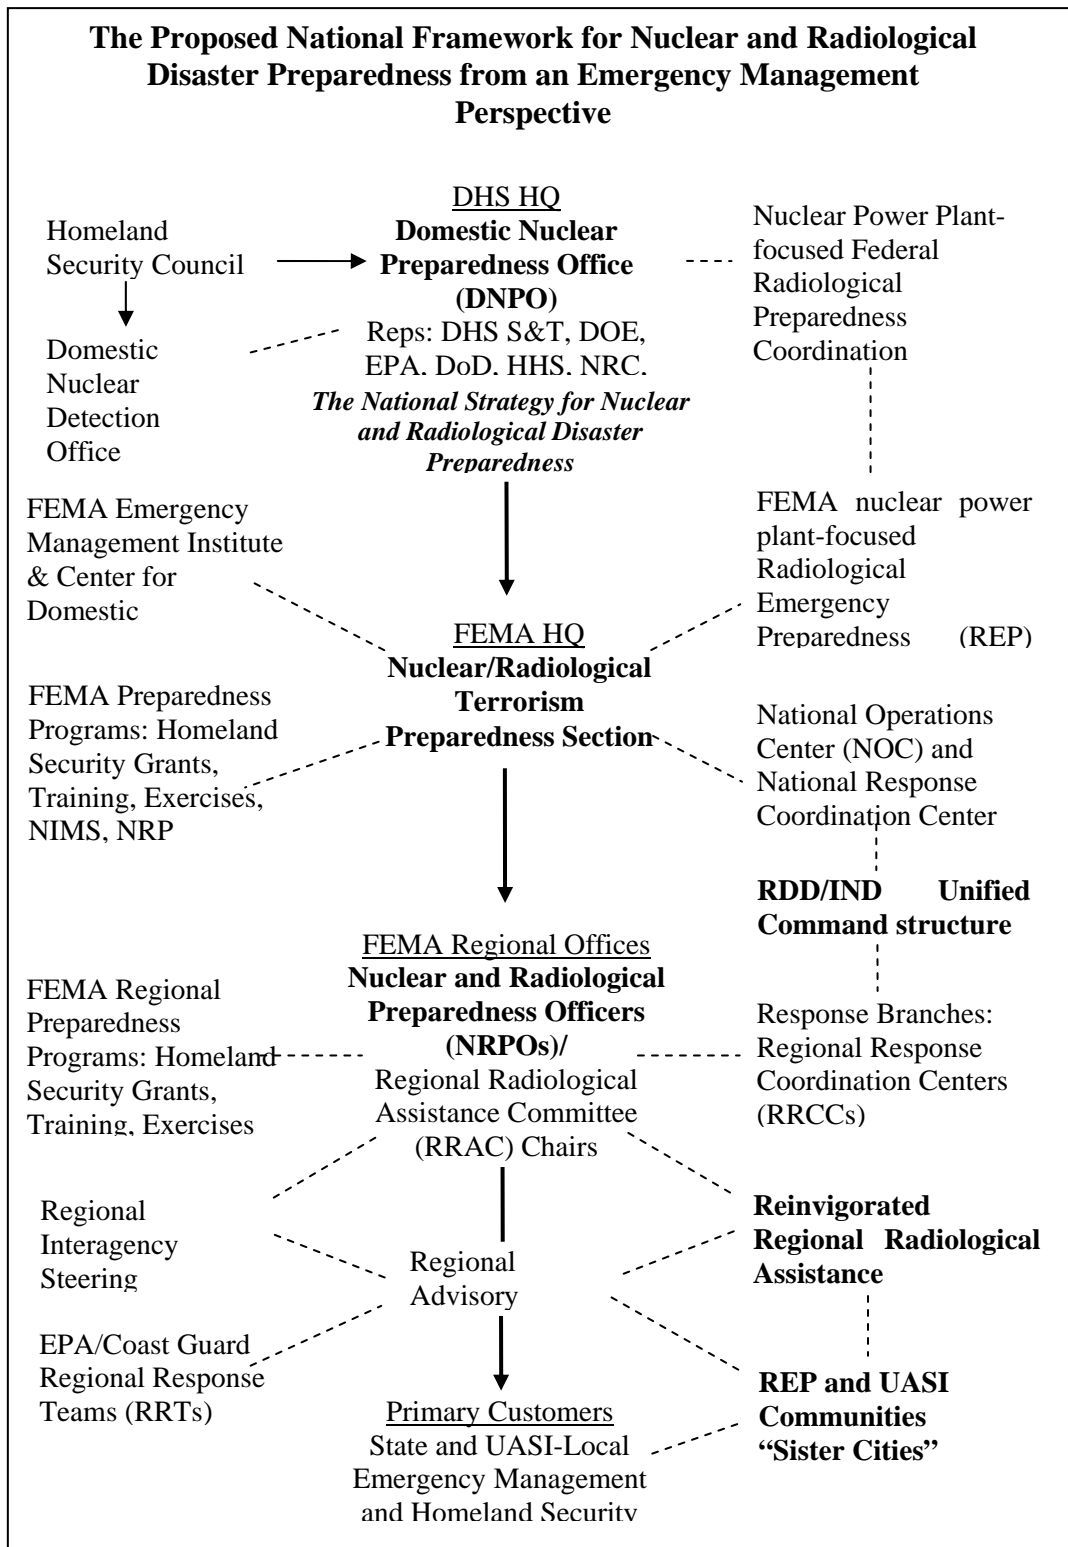 The Proposed National Framework for Nuclear and Radiological
Disaster Preparedness from an Emergency Management
Perspective
Homeland
Security Council
DHS HQ
Domestic Nuclear
Preparedness Office
(DNPO)
Reps: DHS S&T, DOE,
EPA, DoD, HHS, NRC,
The National Strategy for Nuclear
and Radiological Disaster
Preparedness
Nuclear Power Plant-
focused Federal
Radiological
Preparedness
Coordination
Domestic
Nuclear
Detection
Office
FEMA Emergency
Management Institute
& Center for
Domestic
FEMA nuclear power
plant-focused
Radiological
Emergency
Preparedness (REP)
FEMA HQ
Nuclear/Radiological
Terrorism
Preparedness Section
FEMA Preparedness
Programs: Homeland
Security Grants,
Training, Exercises,
NIMS, NRP
National Operations
Center (NOC) and
National Response
Coordination Center
RDD/IND Unified
Command structure
FEMA Regional Offices
Nuclear and Radiological
Preparedness Officers
(NRPOs)/
Regional Radiological
Assistance Committee
(RRAC) Chairs
FEMA Regional
Preparedness
Programs: Homeland
Security Grants,
Training, Exercises
Response Branches:
Regional Response
Coordination Centers
(RRCCs)
Regional
Interagency
Steering
Regional
Advisory
Reinvigorated
Regional Radiological
Assistance
EPA/Coast Guard
Regional Response
Teams (RRTs)
REP and UASI
Communities
“Sister Cities”
Primary Customers
State and UASI-Local
Emergency Management
and Homeland Security